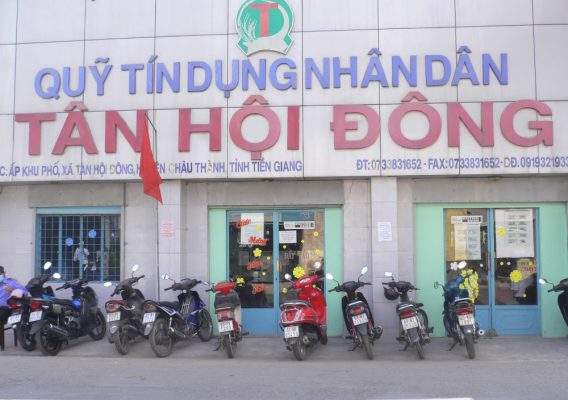 T
QUỸ TÍN DỤNG NHÂN DÂN
TÂN HỘI ĐÔNG
ẤP KHU PHỐ, XÃ TÂN HỘI ĐÔNG, HUYỆN CHÂU THÀNH, TỈNH TIỀN GIANG
ĐT: 0733831652 - FAX: 0733831652 - DĐ. 0919321933